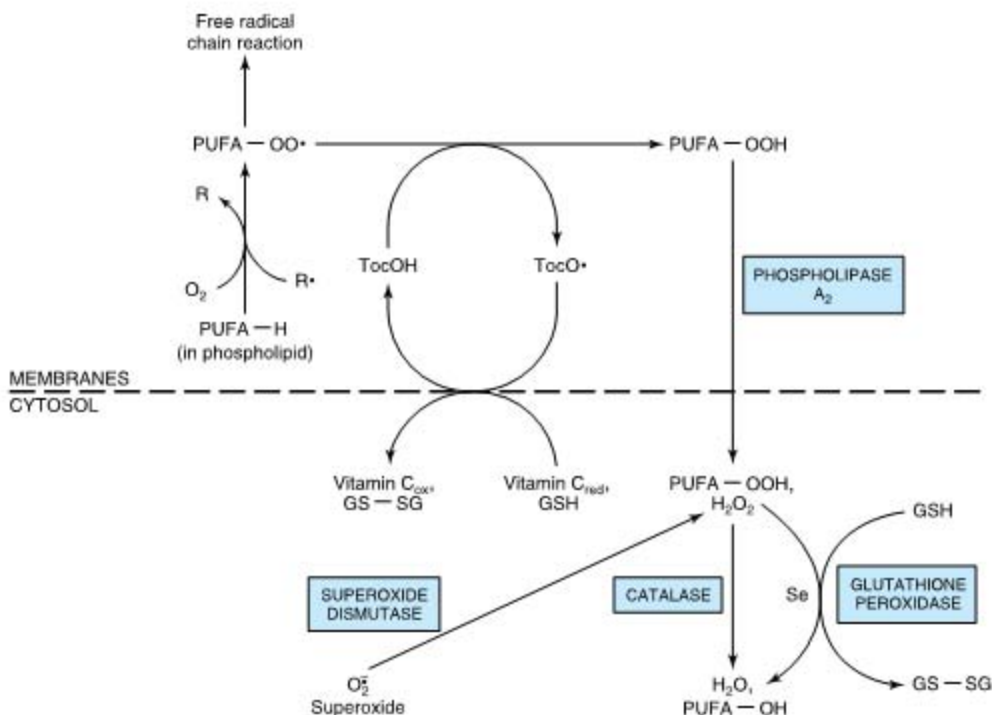 Free radical
chain reaction
PUFA — OO•
PUFA — OOH
R
TocOH
TocO•
O₂
R•
PHOSPHOLIPASE
A₂
PUFA — H
(in phospholipid)
MEMBRANES
CYTOSOL
Vitamin C_ox,
GS — SG
Vitamin C_red,
GSH
PUFA — OOH,
H₂O₂
GSH
SUPEROXIDE
DISMUTASE
CATALASE
Se
GLUTATHIONE
PEROXIDASE
O₂•̄
Superoxide
H₂O,
PUFA — OH
GS — SG